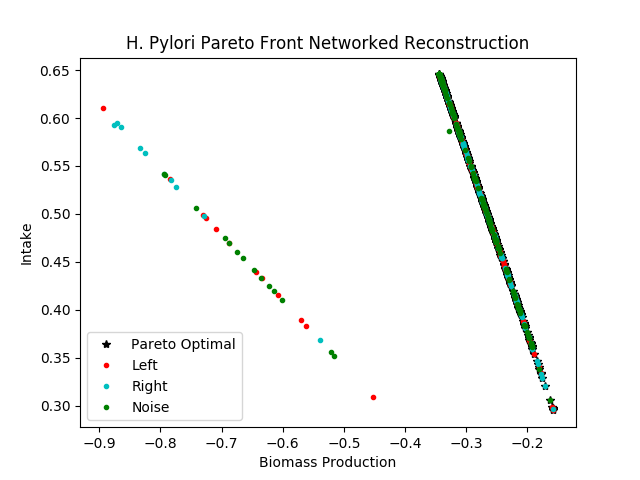 H. Pylori Pareto Front Networked Reconstruction
Intake
0.65
0.60
0.55
0.50
0.45
0.40
0.35
0.30
Pareto Optimal
Left
Right
Noise
−0.9 −0.8 −0.7 −0.6 −0.5 −0.4 −0.3 −0.2
Biomass Production